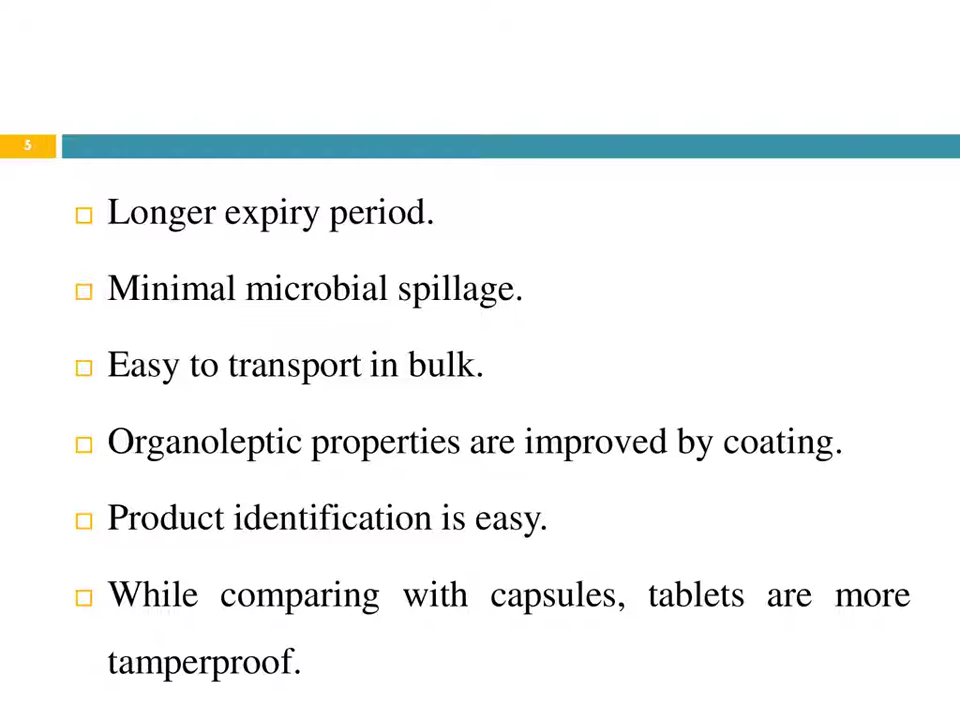 5
Longer expiry period.
Minimal microbial spillage.
Easy to transport in bulk.
Organoleptic properties are improved by coating.
Product identification is easy.
While comparing with capsules, tablets are more
tamperproof.